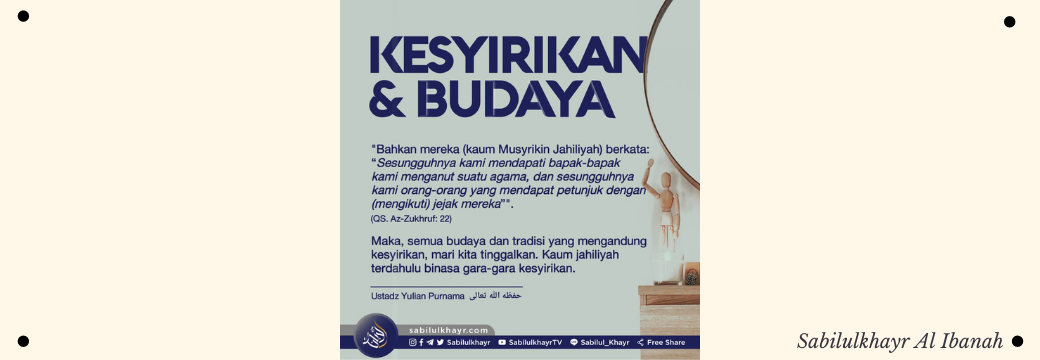 KESYIRIKAN
& BUDAYA
"Bahkan mereka (kaum Musyrikin Jahiliyah) berkata:
“Sesungguhnya kami mendapati bapak-bapak
kami menganut suatu agama, dan sesungguhnya
kami orang-orang yang mendapat petunjuk dengan
(mengikuti) jejak mereka”".
(QS. Az-Zukhruf: 22)
Maka, semua budaya dan tradisi yang mengandung
kesyirikan, mari kita tinggalkan. Kaum jahiliyah
terdahulu binasa gara-gara kesyirikan.
Ustadz Yulian Purnama حفظه الله تعالى
sabilulkhayr.com
Sabilulkhayr SabilulkhayrTV Sabilul_Khayr Free Share
Sabilulkhayr Al Ibanah